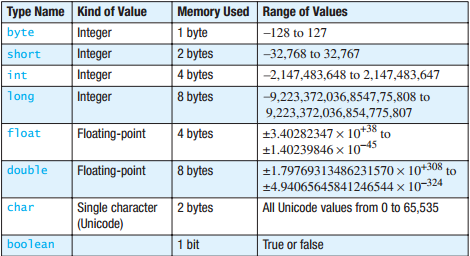 Type Name Kind of Value Memory Used Range of Values
byte Integer 1 byte –128 to 127
short Integer 2 bytes –32,768 to 32,767
int Integer 4 bytes –2,147,483,648 to 2,147,483,647
long Integer 8 bytes –9,223,372,036,8547,75,808 to
9,223,372,036,854,775,807
float Floating-point 4 bytes ±3.40282347 × 10+38 to
±1.40239846 × 10–45
double Floating-point 8 bytes ±1.79769313486231570 × 10+308 to
±4.94065645841246544 × 10–324
char Single character 2 bytes All Unicode values from 0 to 65,535
(Unicode)
boolean 1 bit True or false